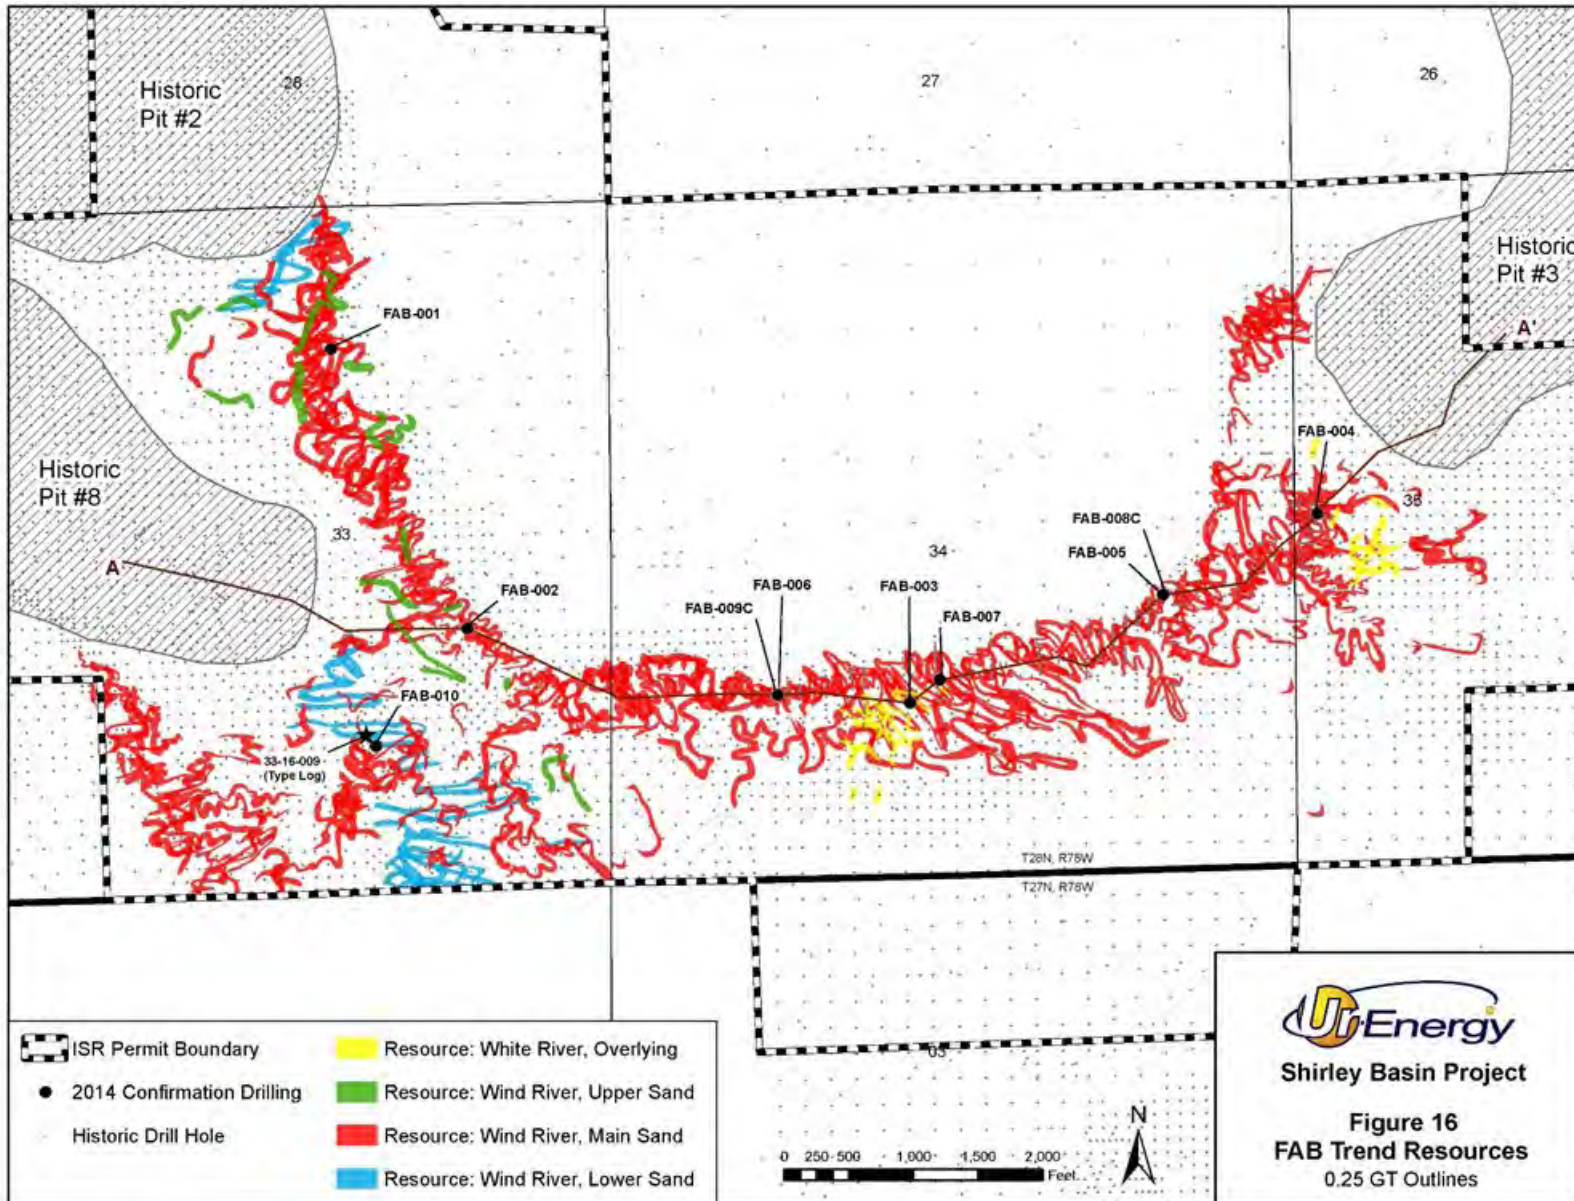 Historic
Pit #2
28
27
26
Historic
Pit #3
A'
FAB-001
FAB-004
Historic
Pit #8
35
33
FAB-008C
FAB-005
34
A
FAB-002
FAB-006
FAB-003
FAB-009C
FAB-007
FAB-010
33-16-009
(Type Log)
T28N, R78W
T27N, R78W
03
ISR Permit Boundary
2014 Confirmation Drilling
Historic Drill Hole
Resource: White River, Overlying
Resource: Wind River, Upper Sand
Resource: Wind River, Main Sand
Resource: Wind River, Lower Sand
N
0 250 500 1,000 1,500 2,000
Feet
Ur-Energy
Shirley Basin Project
Figure 16
FAB Trend Resources
0.25 GT Outlines